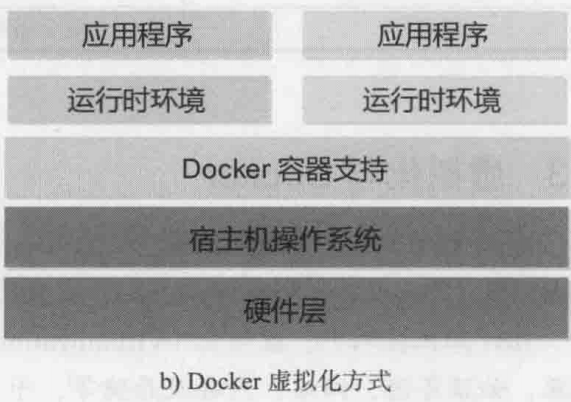 应用程序 应用程序
运行时环境 运行时环境
Docker 容器支持
宿主机操作系统
硬件层
b) Docker 虚拟化方式